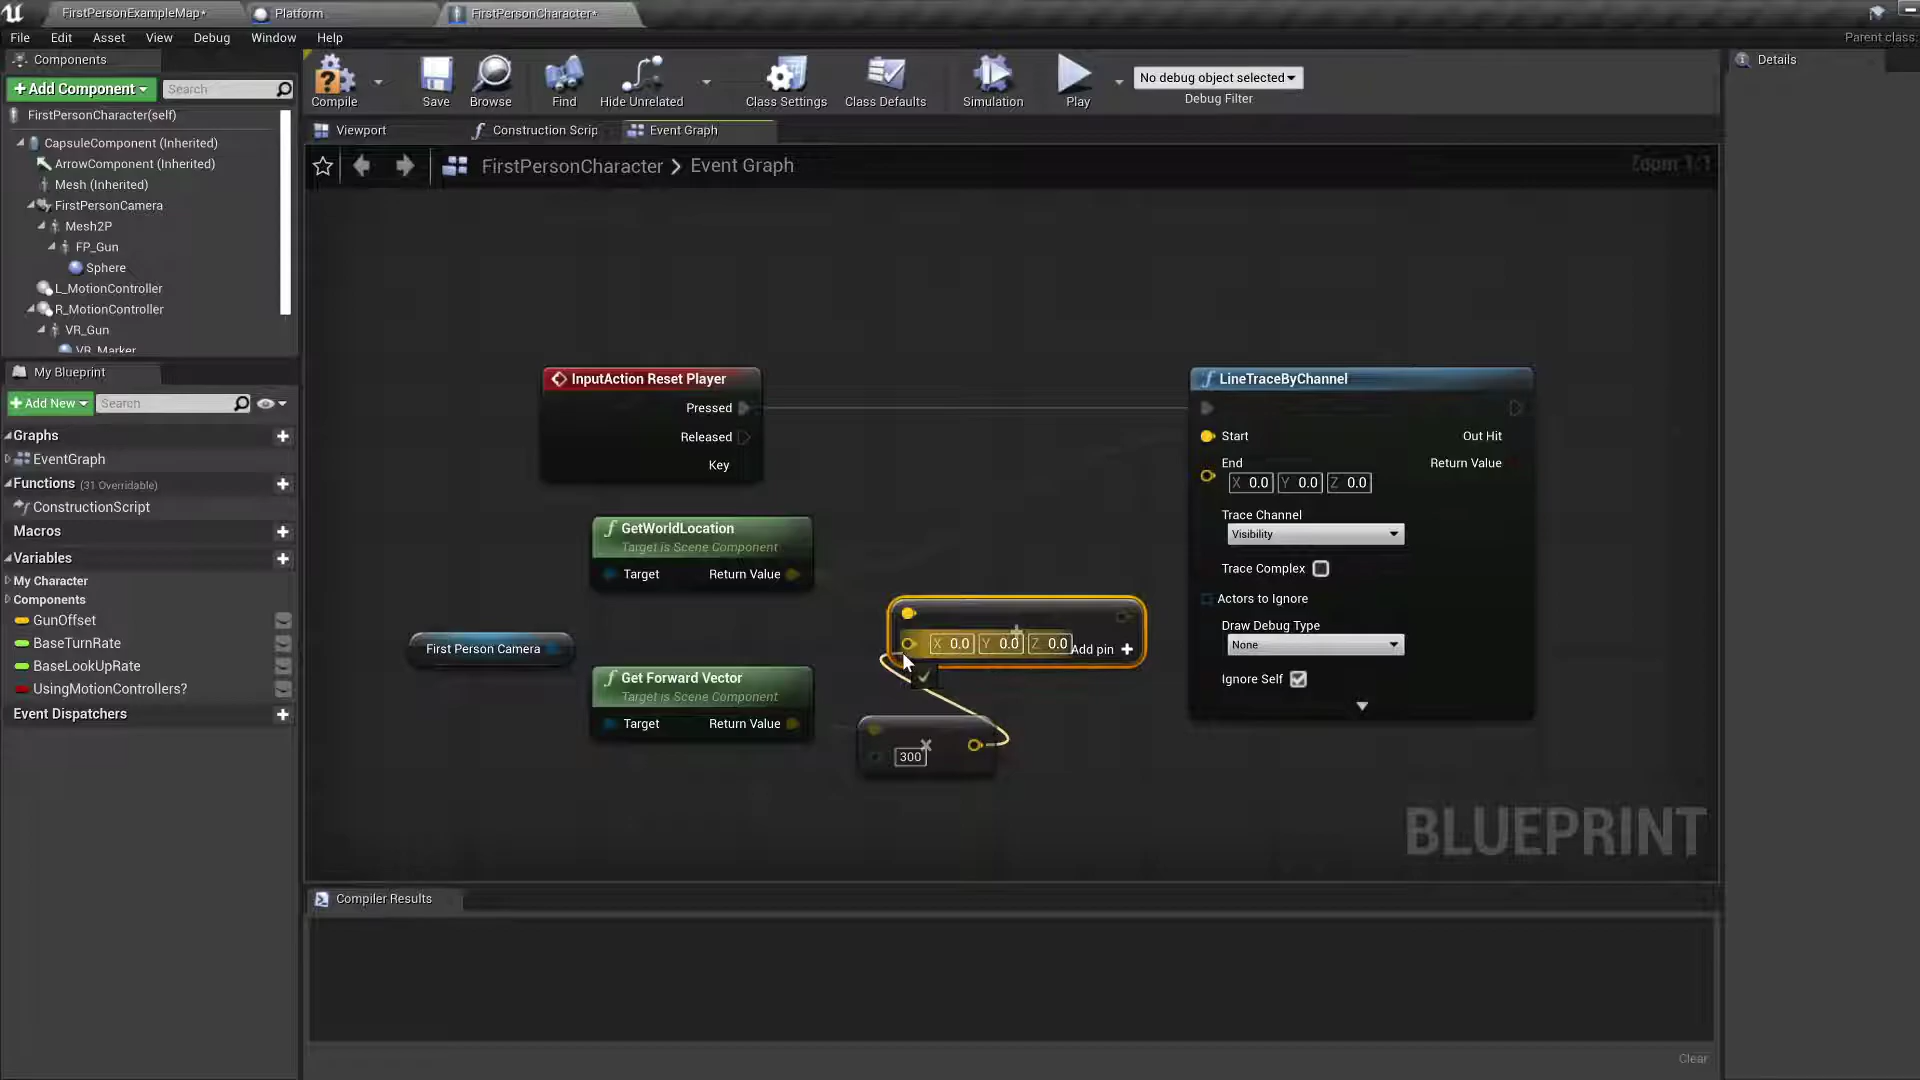 FirstPersonExampleMap*
Platform
FirstPersonCharacter*
File Edit Asset View Debug Window Help
Parent class:
Components
Details
+Add Component
Search
Compile
Save
Browse
Find
Hide Unrelated
Class Settings
Class Defaults
Simulation
Play
No debug object selected
Debug Filter
FirstPersonCharacter(self)
Viewport
Construction Scrip
Event Graph
CapsuleComponent (Inherited)
ArrowComponent (Inherited)
Mesh (Inherited)
FirstPersonCamera
Mesh2P
FP_Gun
Sphere
L_MotionController
R_MotionController
VR_Gun
VR_Marker
FirstPersonCharacter > Event Graph
Zoom 1:1
My Blueprint
+Add New
Search
Graphs
EventGraph
Functions (31 Overridable)
ConstructionScript
Macros
Variables
My Character
Components
GunOffset
BaseTurnRate
BaseLookUpRate
UsingMotionControllers?
Event Dispatchers
InputAction Reset Player
Pressed
Released
Key
GetWorldLocation
Target is Scene Component
Target Return Value
First Person Camera
Get Forward Vector
Target is Scene Component
Target Return Value
X 0.0 Y 0.0 Z 0.0
Add pin +
300
LineTraceByChannel
Start Out Hit
End Return Value
X 0.0 Y 0.0 Z 0.0
Trace Channel
Visibility
Trace Complex
Actors to Ignore
Draw Debug Type
None
Ignore Self
BLUEPRINT
Compiler Results
Clear